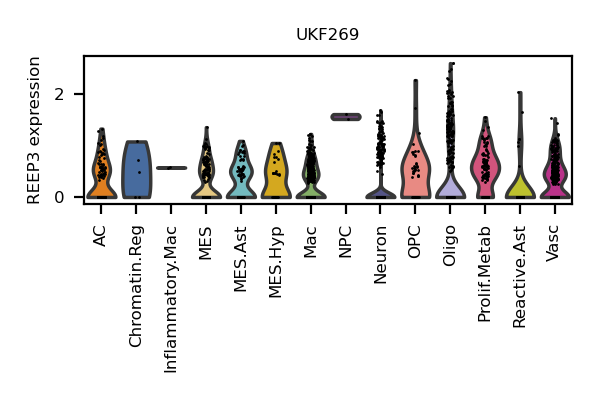 UKF269
REEP3 expression
2
0
AC
Chromatin.Reg
Inflammatory.Mac
MES
MES.Ast
MES.Hyp
Mac
NPC
Neuron
OPC
Oligo
Prolif.Metab
Reactive.Ast
Vasc